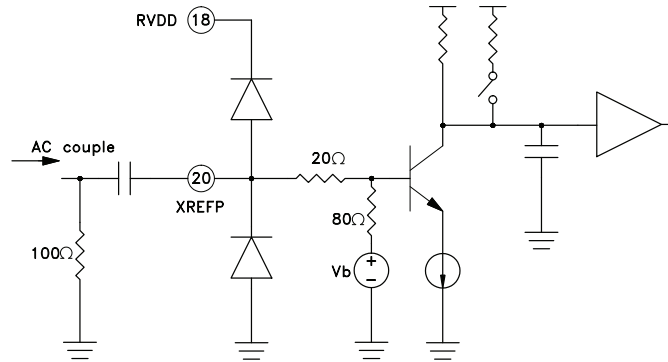 RVDD 18
AC couple
20
XREFP
20Ω
80Ω
100Ω
Vb
+
−